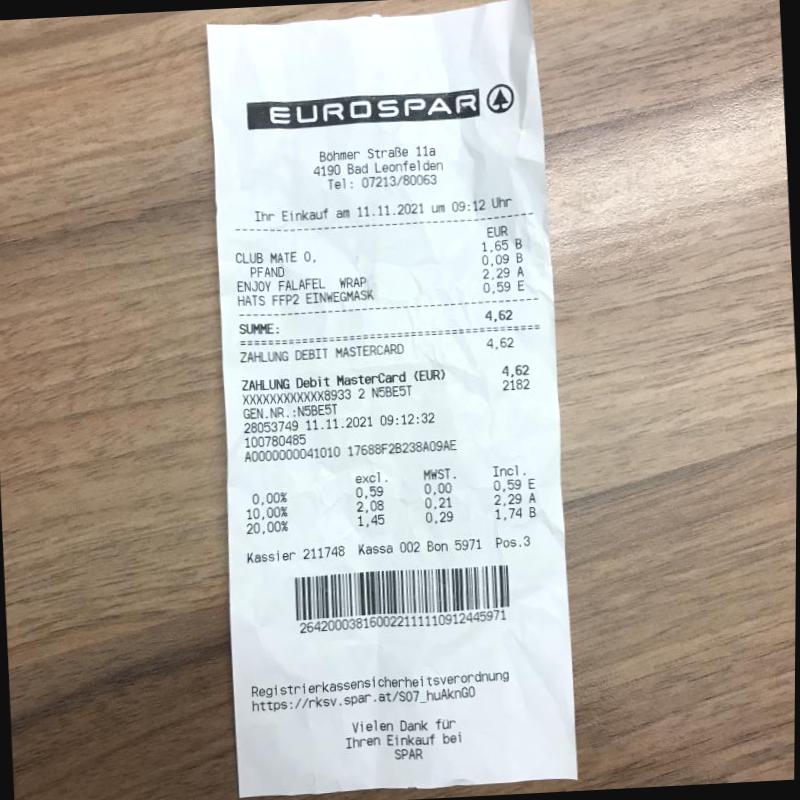 EUROSPAR
Böhmer Straße 11a
4190 Bad Leonfelden
Tel: 07213/80063
Ihr Einkauf am 11.11.2021 um 09:12 Uhr
EUR
CLUB MATE 0, 1,65 B
PFAND 0,09 B
ENJOY FALAFEL WRAP 2,29 A
HATS FFP2 EINWEGMASK 0,59 E
SUMME: 4,62
ZAHLUNG DEBIT MASTERCARD 4,62
ZAHLUNG Debit MasterCard (EUR) 4,62
XXXXXXXXXXXX8933 2 N5BE5T 2182
GEN.NR.:N5BE5T
28053749 11.11.2021 09:12:32
100780485
A0000000041010 17688F2B238A09AE
excl. MWST. Incl.
0,00% 0,59 0,00 0,59 E
10,00% 2,08 0,21 2,29 A
20,00% 1,45 0,29 1,74 B
Kassier 211748 Kassa 002 Bon 5971 Pos.3
26420003816002211111091244 5971
Registrierkassensicherheitsverordnung
https://rksv.spar.at/S07_huAknGO
Vielen Dank für
Ihren Einkauf bei
SPAR